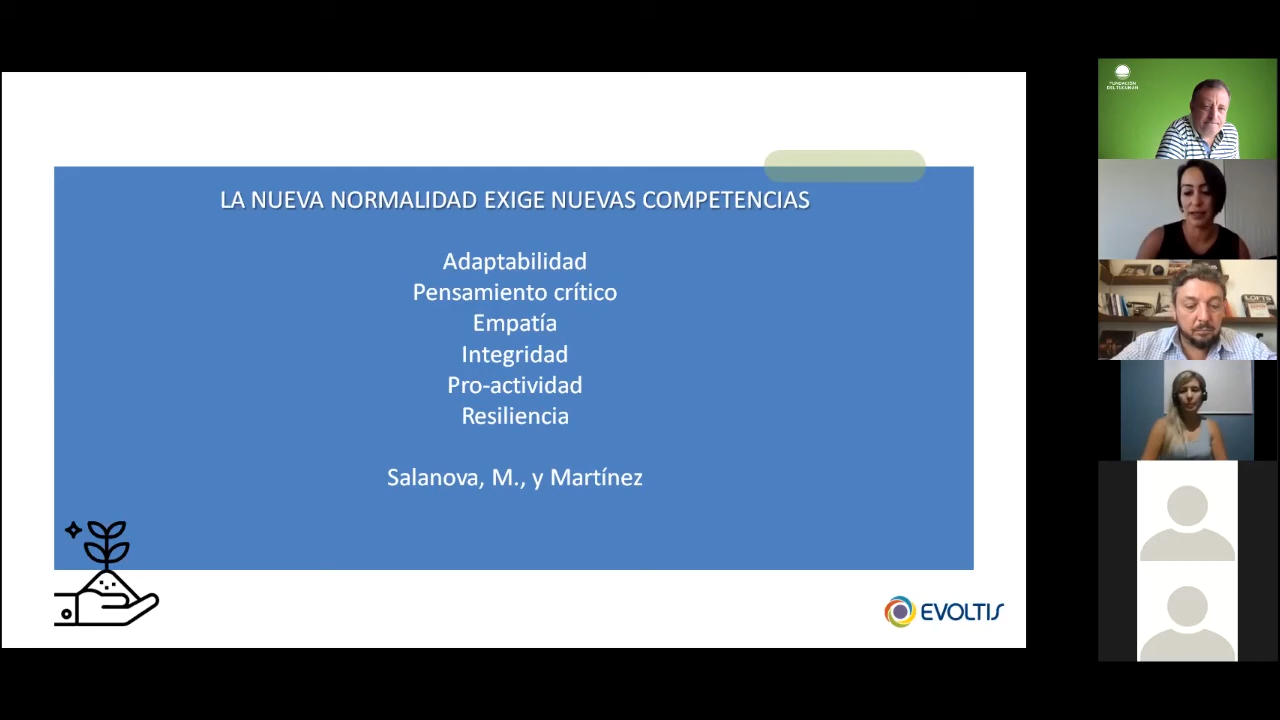 LA NUEVA NORMALIDAD EXIGE NUEVAS COMPETENCIAS
Adaptabilidad
Pensamiento crítico
Empatía
Integridad
Pro-actividad
Resiliencia
Salanova, M., y Martínez
EVOLTIS
FUNDACIÓN
DEL TUCUMÁN
LOFTS